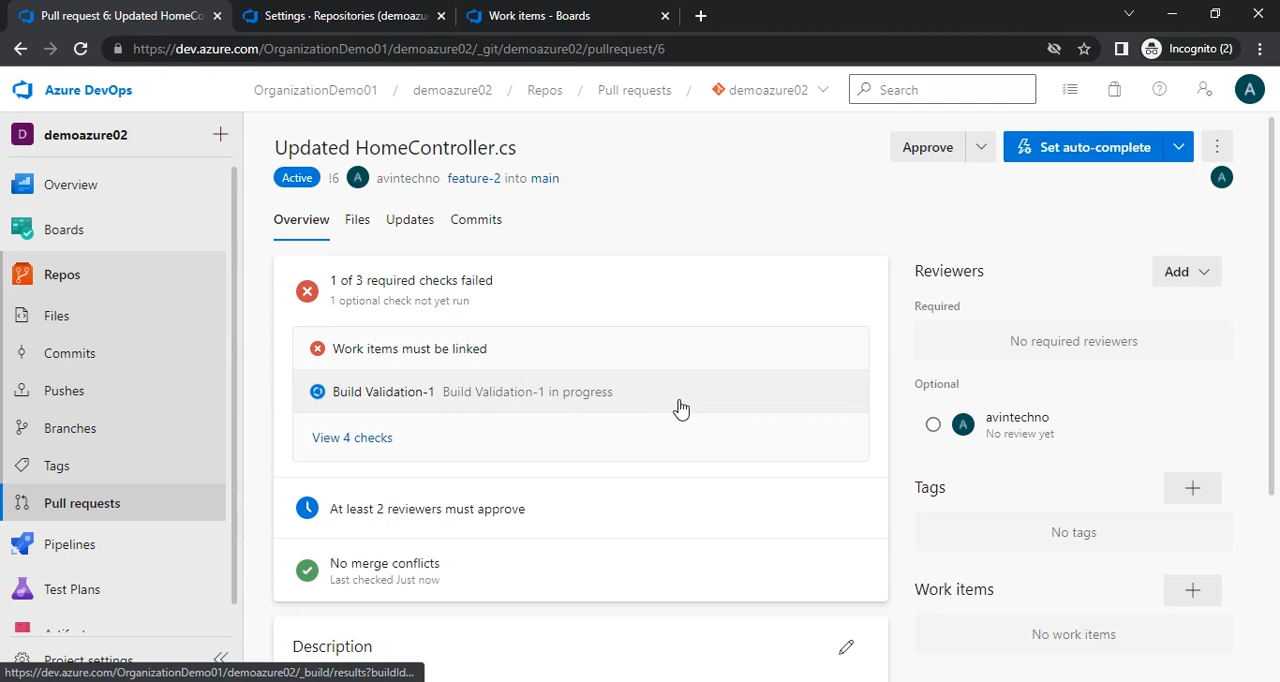 Pull request 6: Updated HomeCo
Settings · Repositories (demoazu
Work items - Boards
https://dev.azure.com/OrganizationDemo01/demoazure02/_git/demoazure02/pullrequest/6
Incognito (2)
Azure DevOps
OrganizationDemo01 / demoazure02 / Repos / Pull requests / demoazure02
Search
A
D demoazure02
Overview
Boards
Repos
Files
Commits
Pushes
Branches
Tags
Pull requests
Pipelines
Test Plans
Project settings
Updated HomeController.cs
Approve
Set auto-complete
Active !6 A avintechno feature-2 into main
A
Overview Files Updates Commits
1 of 3 required checks failed
1 optional check not yet run
Work items must be linked
Build Validation-1 Build Validation-1 in progress
View 4 checks
At least 2 reviewers must approve
No merge conflicts
Last checked Just now
Description
Reviewers
Add
Required
No required reviewers
Optional
A avintechno
No review yet
Tags
No tags
Work items
No work items
https://dev.azure.com/OrganizationDemo01/demoazure02/_build/results?buildId...